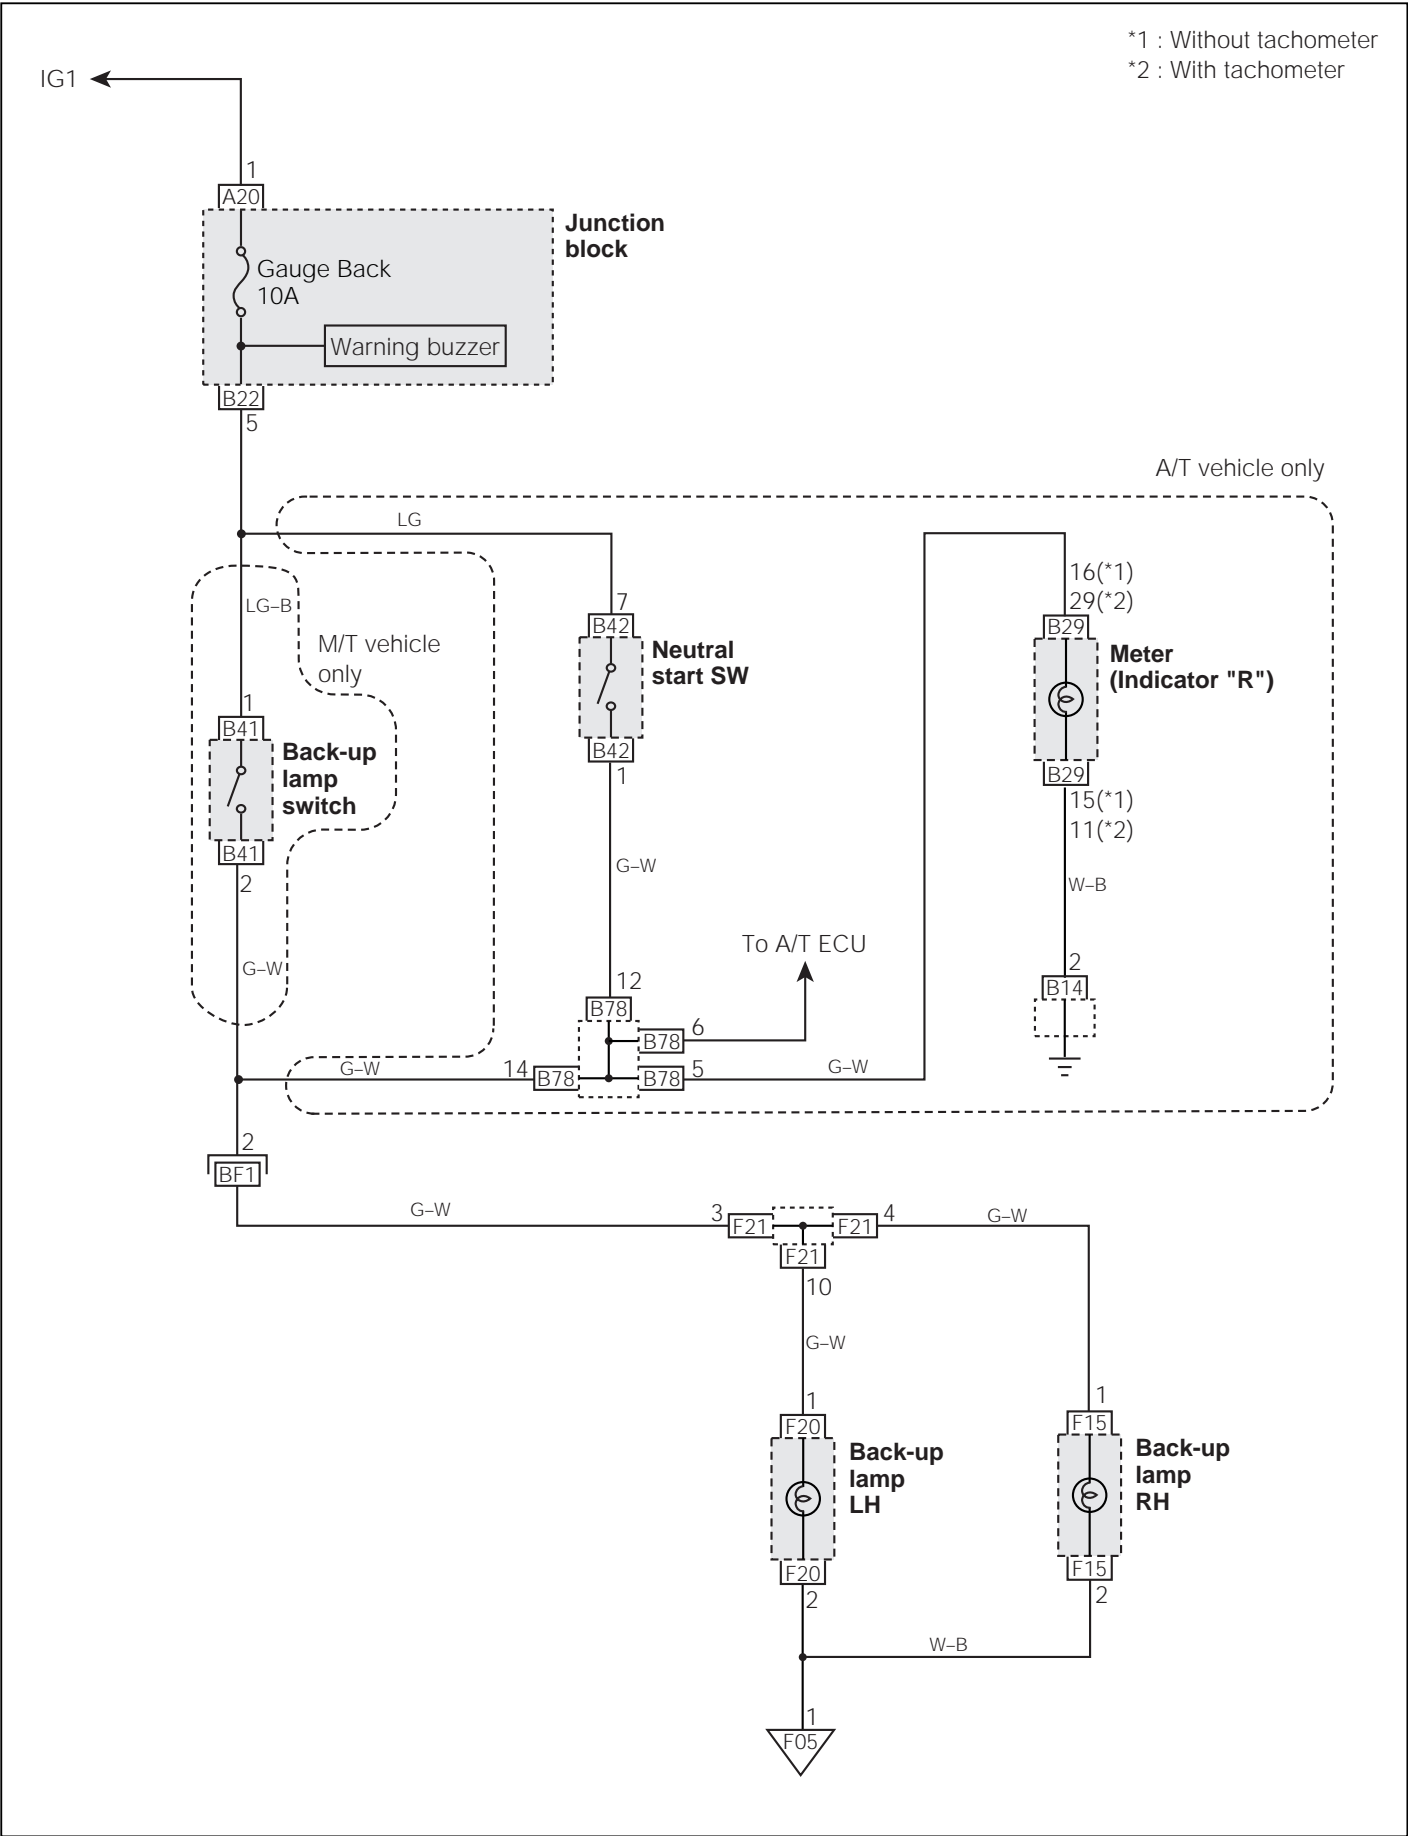 *1 : Without tachometer
*2 : With tachometer
IG1
1
A20
Junction
block
Gauge Back
10A
Warning buzzer
B22
5
A/T vehicle only
LG
LG–B
M/T vehicle
only
1
B41
Back-up
lamp
switch
B41
2
G–W
7
B42
Neutral
start SW
B42
1
G–W
16(*1)
29(*2)
B29
Meter
(Indicator "R")
B29
15(*1)
11(*2)
W–B
2
B14
To A/T ECU
12
B78
B78
6
G–W
14
B78
B78
5
G–W
2
BF1
G–W
3
F21
F21
4
G–W
F21
10
G–W
1
F20
Back-up
lamp
LH
F20
2
1
F15
Back-up
lamp
RH
F15
2
W–B
1
F05